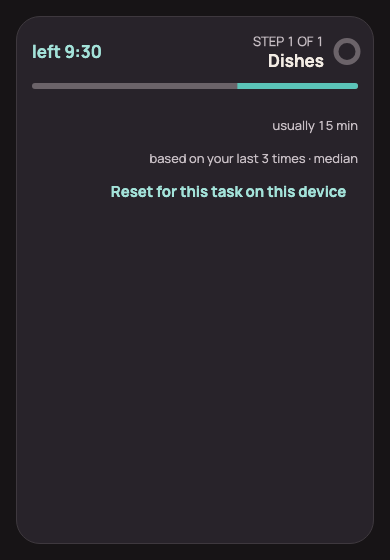 left 9:30
STEP 1 OF 1
Dishes
usually 15 min
based on your last 3 times · median
Reset for this task on this device